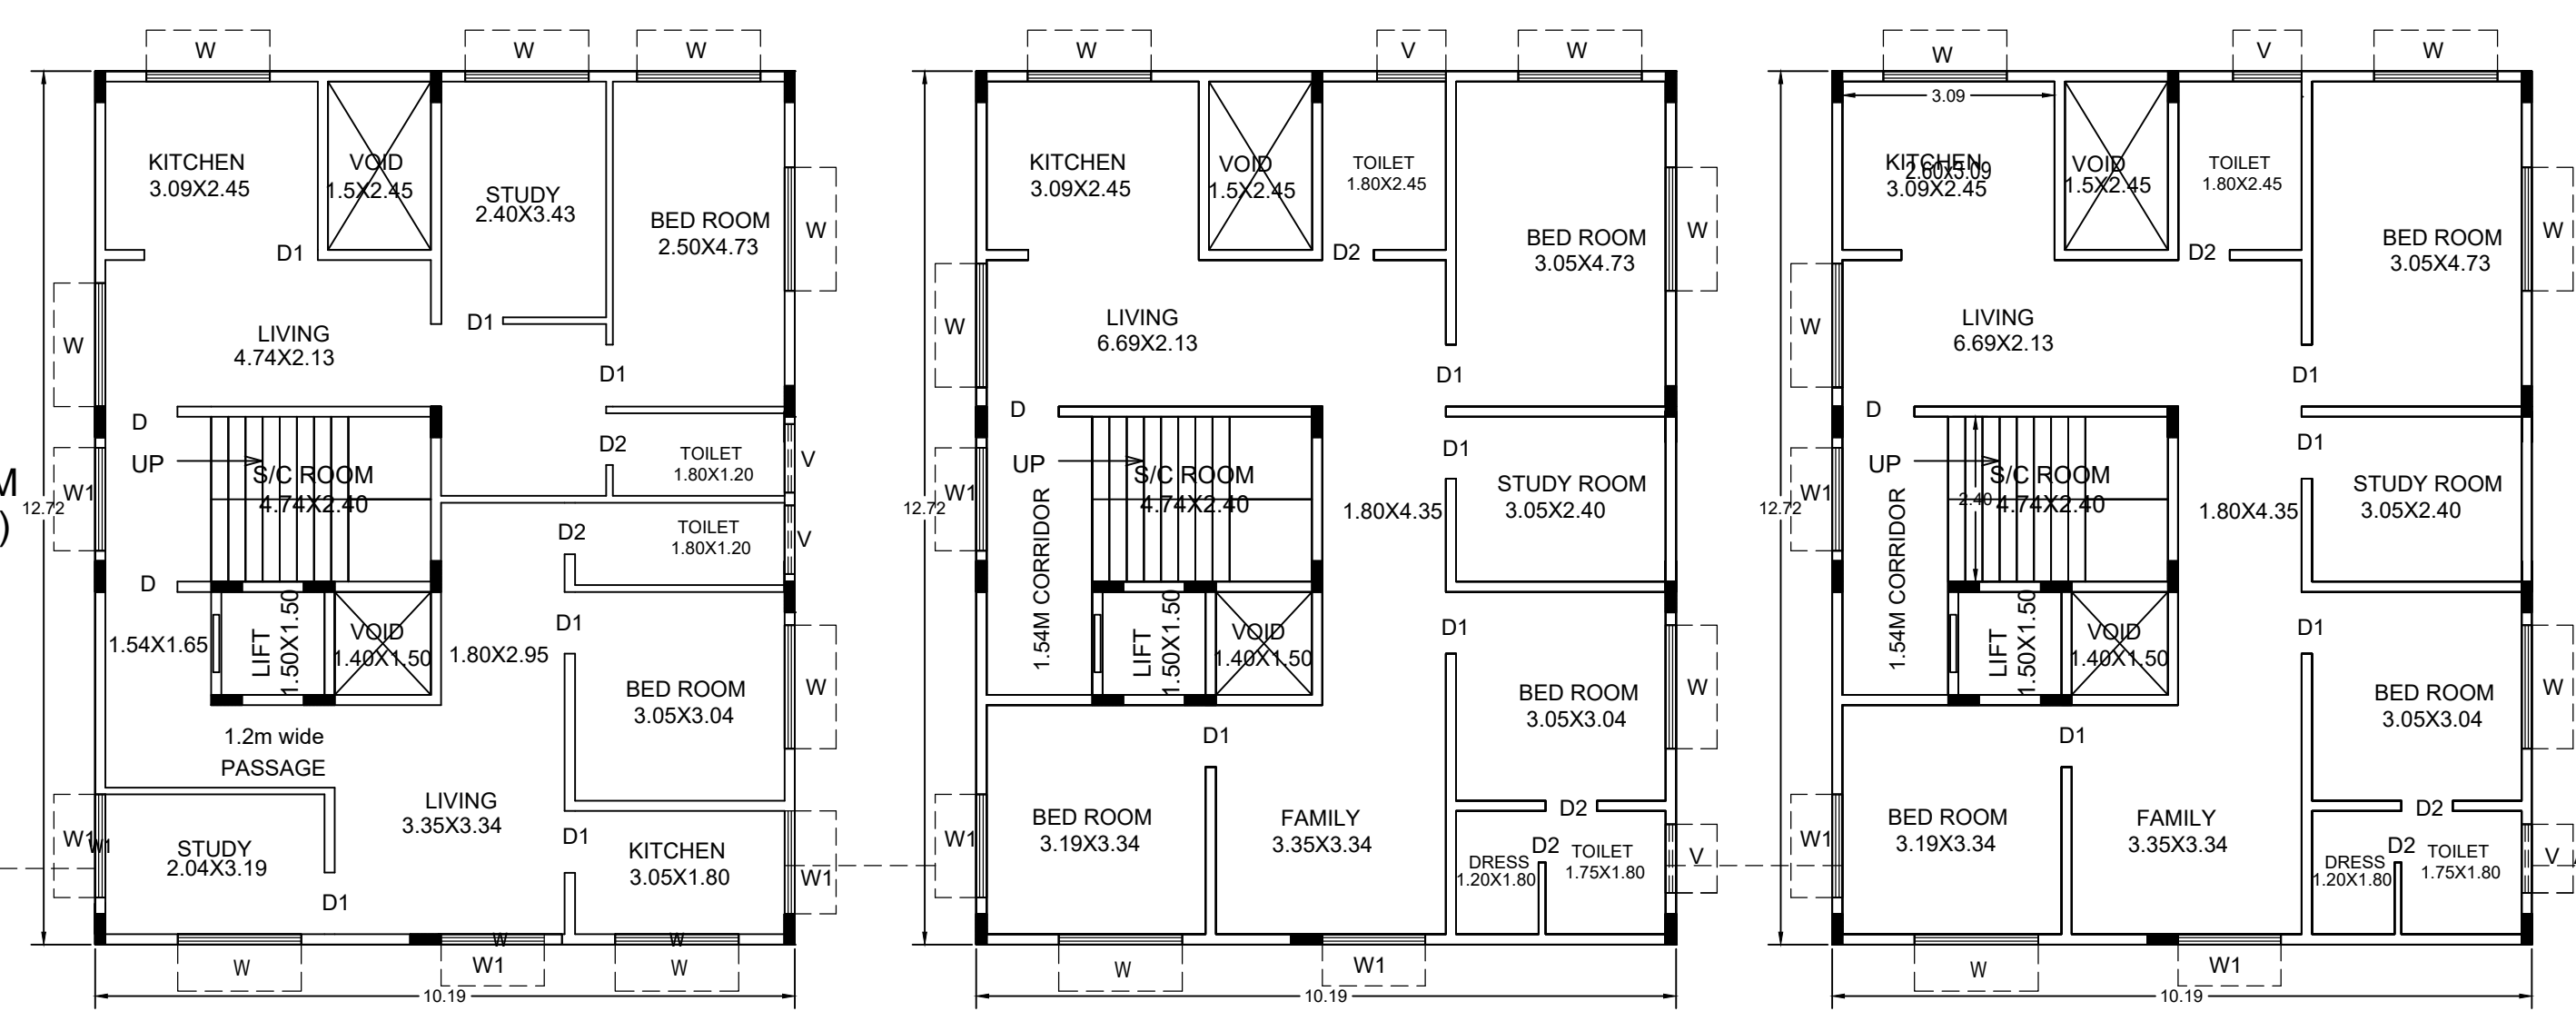 W
W
W
KITCHEN
3.09X2.45
VOID
1.5X2.45
STUDY
2.40X3.43
BED ROOM
2.50X4.73
W
D1
D1
LIVING
4.74X2.13
W
D1
D
D2
UP
S/C ROOM
4.74X2.40
TOILET
1.80X1.20
V
M
)
12.72
W1
D2
TOILET
1.80X1.20
V
D
D1
1.54X1.65
LIFT
1.50X1.50
VOID
1.40X1.50
1.80X2.95
BED ROOM
3.05X3.04
W
1.2m wide
PASSAGE
LIVING
3.35X3.34
W1
W1
STUDY
2.04X3.19
D1
KITCHEN
3.05X1.80
W1
D1
W
W
W
W1
W
10.19
W
V
W
KITCHEN
3.09X2.45
VOID
1.5X2.45
TOILET
1.80X2.45
D2
BED ROOM
3.05X4.73
W
W
LIVING
6.69X2.13
D1
D
UP
S/C ROOM
4.74X2.40
D1
STUDY ROOM
3.05X2.40
12.72
W1
1.80X4.35
1.54M CORRIDOR
LIFT
1.50X1.50
VOID
1.40X1.50
D1
BED ROOM
3.05X3.04
W
D1
W1
BED ROOM
3.19X3.34
FAMILY
3.35X3.34
D2
D2
DRESS
1.20X1.80
TOILET
1.75X1.80
V
W
W1
10.19
W
V
W
3.09
KITCHEN
2.60x3.09
3.09X2.45
VOID
1.5X2.45
TOILET
1.80X2.45
D2
BED ROOM
3.05X4.73
W
W
LIVING
6.69X2.13
D1
D
UP
S/C ROOM
4.74X2.40
2.40
D1
STUDY ROOM
3.05X2.40
12.72
W1
1.80X4.35
1.54M CORRIDOR
LIFT
1.50X1.50
VOID
1.40X1.50
D1
BED ROOM
3.05X3.04
W
D1
W1
BED ROOM
3.19X3.34
FAMILY
3.35X3.34
D2
D2
DRESS
1.20X1.80
TOILET
1.75X1.80
V
W
W1
10.19